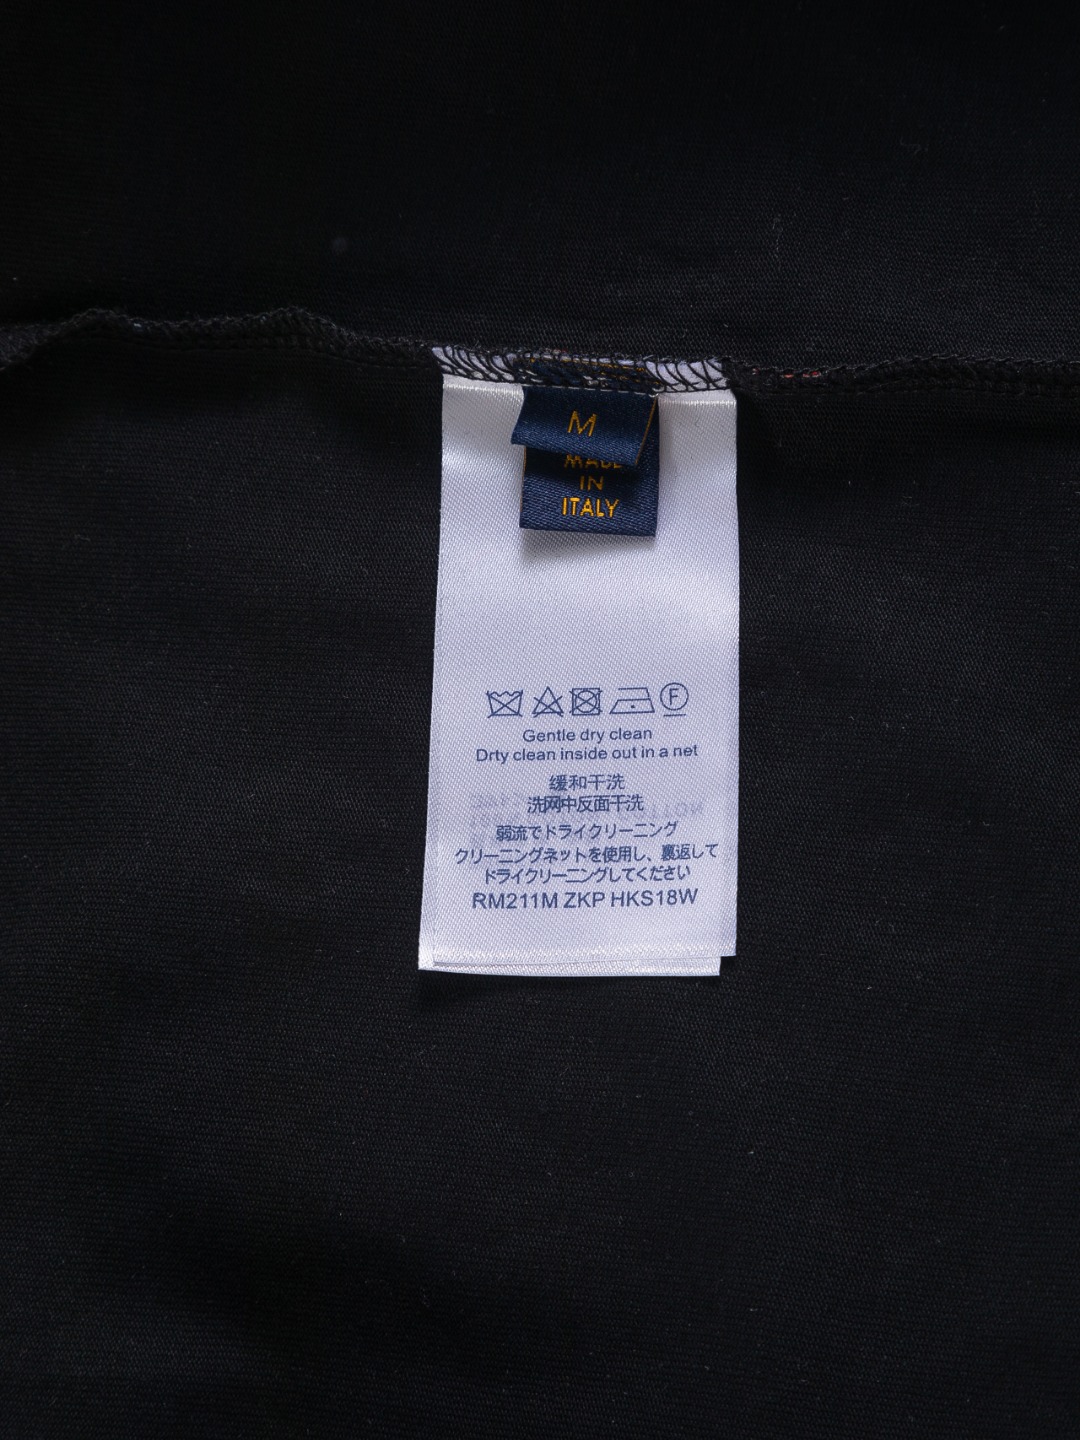 M
MADE
IN
ITALY
F
Gentle dry clean
Drty clean inside out in a net
缓和干洗
洗网中反面干洗
弱流でドライクリーニング
クリーニングネットを使用し、裏返して
ドライクリーニングしてください
RM211M ZKP HKS18W